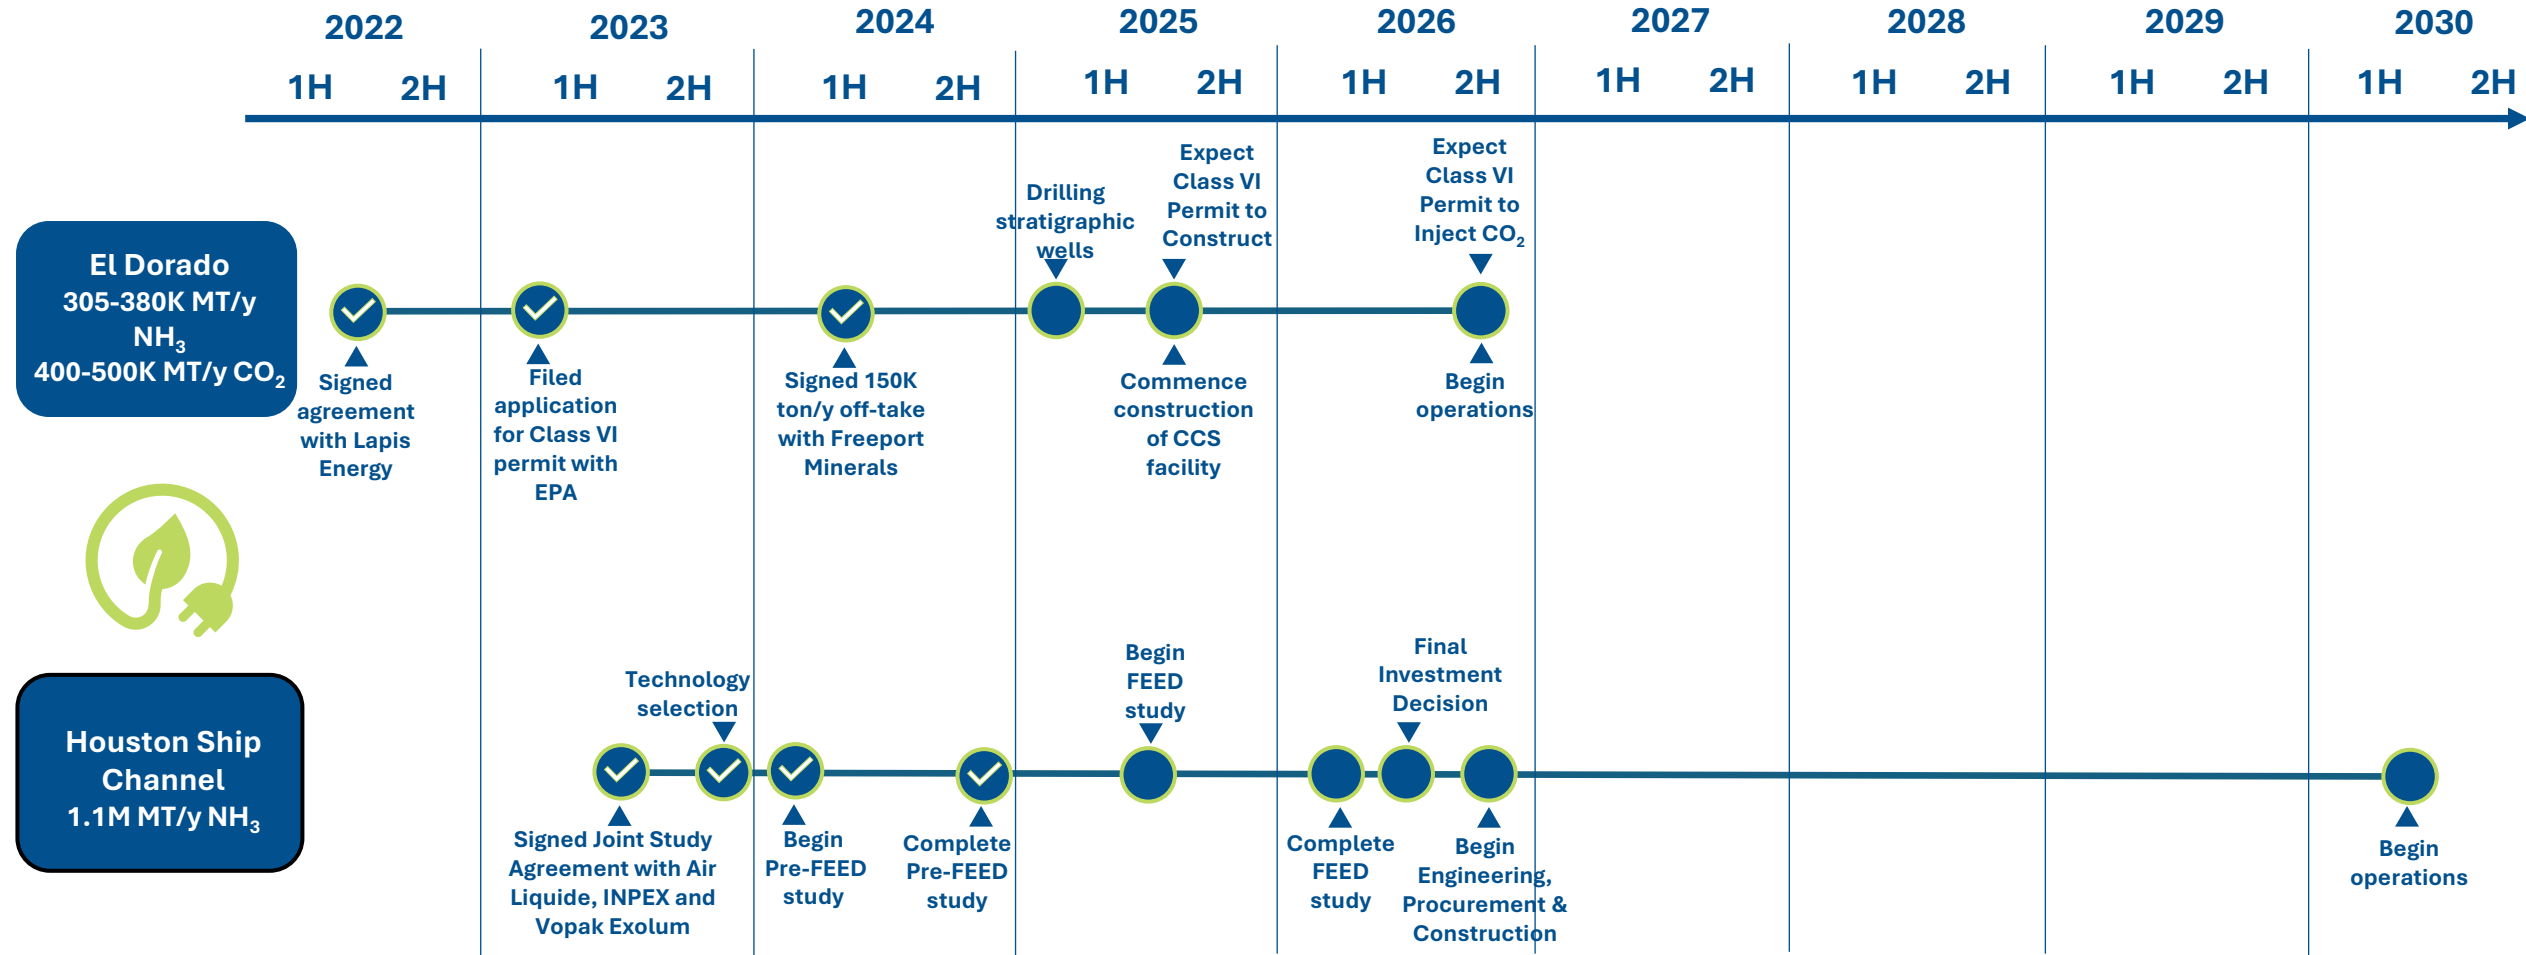 2022 2023 2024 2025 2026 2027 2028 2029 2030
1H 2H 1H 2H 1H 2H 1H 2H 1H 2H 1H 2H 1H 2H 1H 2H 1H 2H
El Dorado
305-380K MT/y
NH₃
400-500K MT/y CO₂
Drilling
stratigraphic
wells
Expect
Class VI
Permit to
Construct
Expect
Class VI
Permit to
Inject CO₂
Signed
agreement
with Lapis
Energy
Filed
application
for Class VI
permit with
EPA
Signed 150K
ton/y off-take
with Freeport
Minerals
Commence
construction
of CCS
facility
Begin
operations
Houston Ship
Channel
1.1M MT/y NH₃
Technology
selection
Begin
FEED
study
Final
Investment
Decision
Signed Joint Study
Agreement with Air
Liquide, INPEX and
Vopak Exolum
Begin
Pre-FEED
study
Complete
Pre-FEED
study
Complete
FEED
study
Begin
Engineering,
Procurement &
Construction
Begin
operations